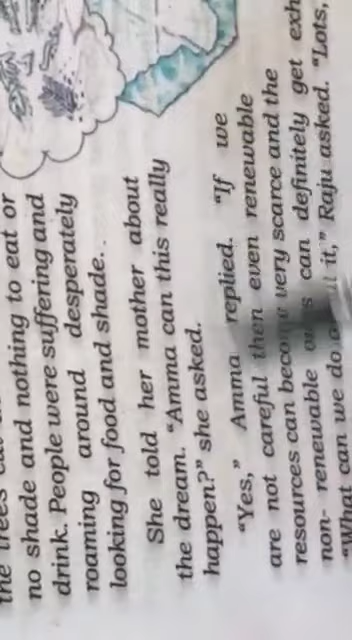 the trees
no shade and nothing to eat or
drink. People were suffering and
roaming around desperately
looking for food and shade..
She told her mother about
the dream. "Amma can this really
happen?" she asked.
"Yes," Amma replied. "If we
are not careful then even renewable
resources can become very scarce and the
non- renewable can definitely get exh
"What can we do it," Raju asked. "Lots,